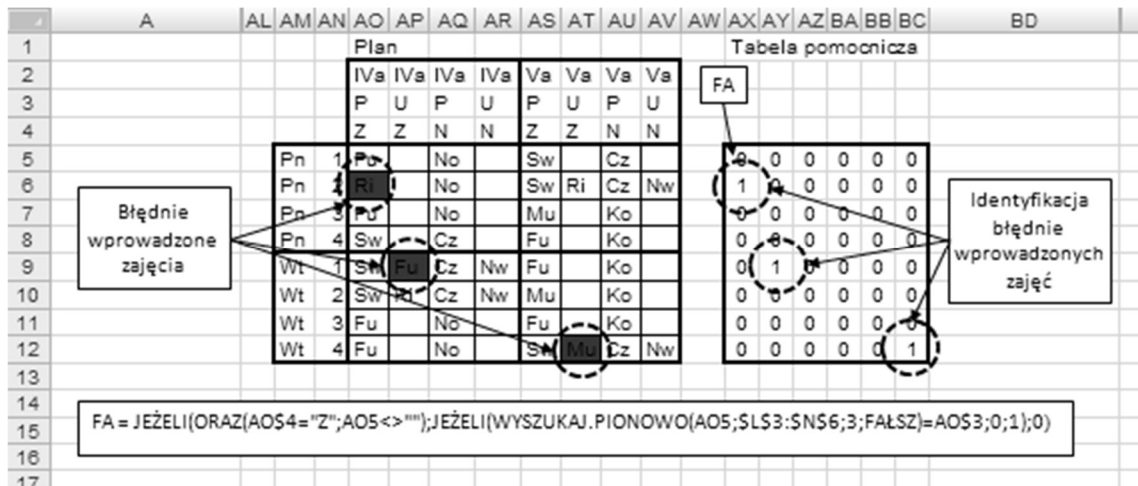 A AL AM AN AO AP AQ AR AS AT AU AV AW AX AY AZ BA BB BC BD
1 Plan Tabela pomocnicza
2 IVa IVa IVa IVa Va Va Va Va
FA
3 P U P U P U P U
4 Z Z N N Z Z N N
5 Pn 1 Fu No Sw Cz 0 0 0 0 0 0
6 Pn 2 Ri No Sw Ri Cz Nw 1 0 0 0 0 0
7 Pn 3 Fu No Mu Ko 0 0 0 0 0 0
8 Pn 4 Sw Cz Fu Ko 0 0 0 0 0 0
9 Wt 1 Sw Fu Cz Nw Fu Ko 0 1 0 0 0 0
10 Wt 2 Sw Ri Cz Nw Mu Ko 0 0 0 0 0 0
11 Wt 3 Fu No Fu Ko 0 0 0 0 0 0
12 Wt 4 Fu No Sw Mu Cz Nw 0 0 0 0 0 1
Błędnie
wprowadzone
zajęcia
Identyfikacja
błędnie
wprowadzonych
zajęć
13
14
FA = JEŻELI(ORAZ(AO$4="Z";AO5<>"");JEŻELI(WYSZUKAJ.PIONOWO(AO5;$L$3:$N$6;3;FAŁSZ)=AO$3;0;1);0)
15
16
17